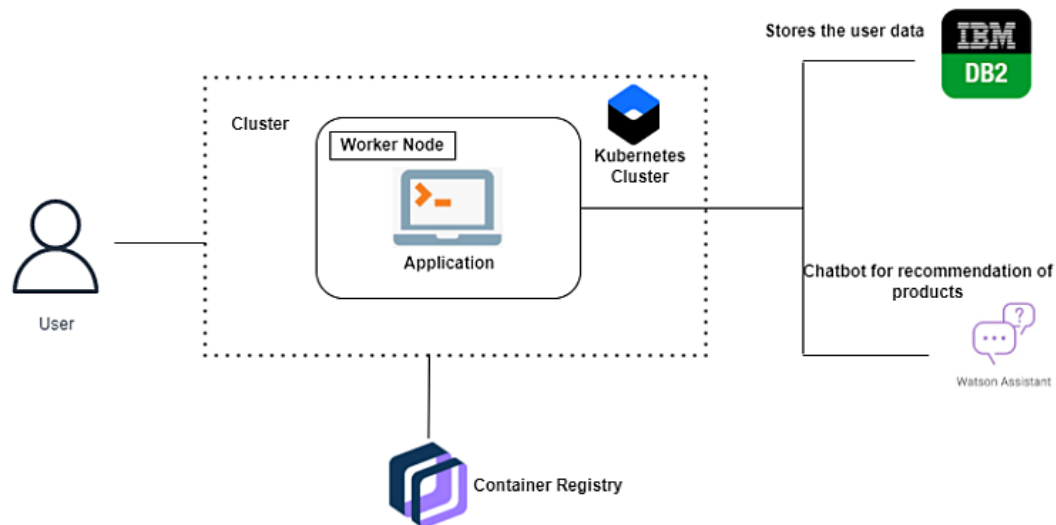 Stores the user data
IBM
DB2
Cluster
Worker Node
Kubernetes
Cluster
Application
User
Chatbot for recommendation of
products
?
Watson Assistant
Container Registry